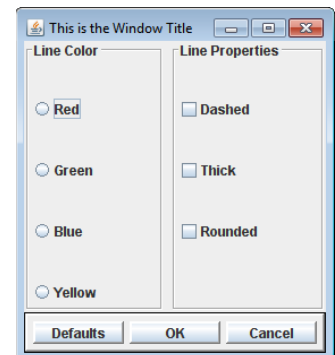 This is the Window Title
Line Color
Line Properties
Red
Dashed
Green
Thick
Blue
Rounded
Yellow
Defaults
OK
Cancel